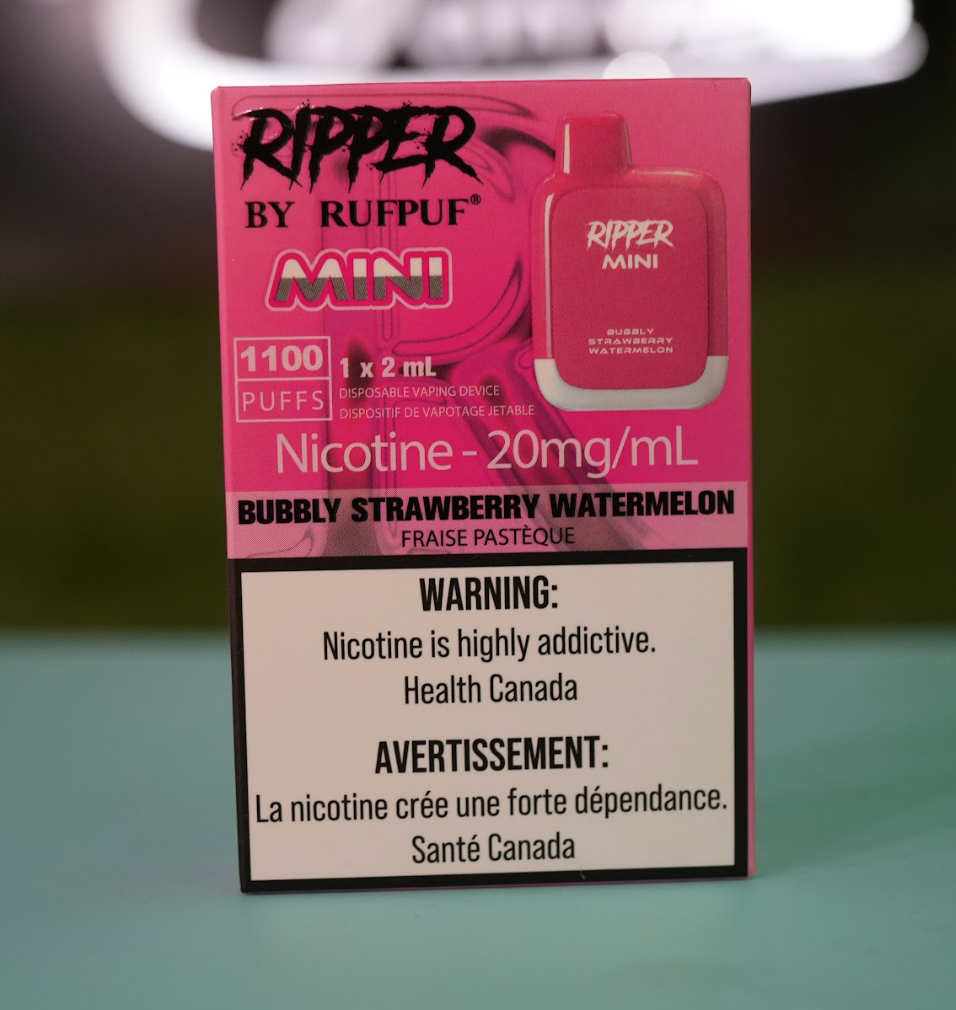 RIPPER
BY RUFPUF®
MINI
1100
PUFFS
1 x 2 mL
DISPOSABLE VAPING DEVICE
DISPOSITIF DE VAPOTAGE JETABLE
RIPPER
MINI
BUBBLY
STRAWBERRY
WATERMELON
Nicotine - 20mg/mL
BUBBLY STRAWBERRY WATERMELON
FRAISE PASTÈQUE
WARNING:
Nicotine is highly addictive.
Health Canada
AVERTISSEMENT:
La nicotine crée une forte dépendance.
Santé Canada